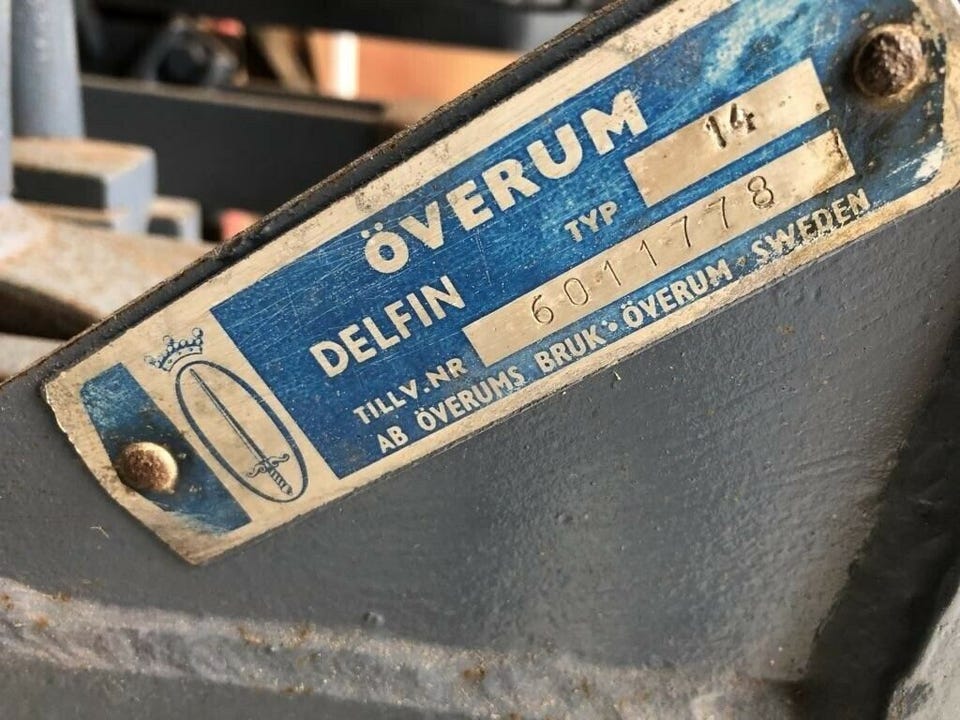 ÖVERUM
DELFIN TYP 14
TILLV.NR 6011778
AB ÖVERUMS BRUK • ÖVERUM • SWEDEN